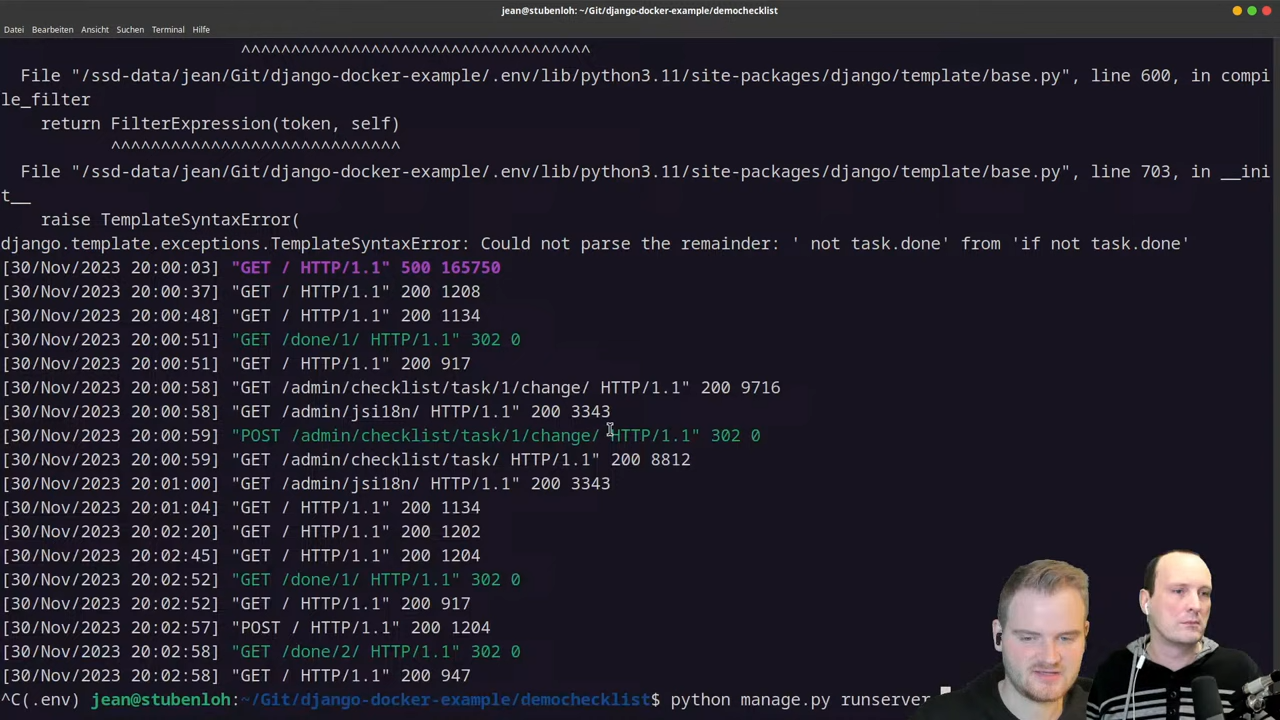 jean@stubenloh: ~/Git/django-docker-example/demochecklist
Datei Bearbeiten Ansicht Suchen Terminal Hilfe
^^^^^^^^^^^^^^^^^^^^^^^^^^^^^^^^^^^
File "/ssd-data/jean/Git/django-docker-example/.env/lib/python3.11/site-packages/django/template/base.py", line 600, in compi
le_filter
return FilterExpression(token, self)
^^^^^^^^^^^^^^^^^^^^^^^^^^^^^
File "/ssd-data/jean/Git/django-docker-example/.env/lib/python3.11/site-packages/django/template/base.py", line 703, in __ini
t__
raise TemplateSyntaxError(
django.template.exceptions.TemplateSyntaxError: Could not parse the remainder: ' not task.done' from 'if not task.done'
[30/Nov/2023 20:00:03] "GET / HTTP/1.1" 500 165750
[30/Nov/2023 20:00:37] "GET / HTTP/1.1" 200 1208
[30/Nov/2023 20:00:48] "GET / HTTP/1.1" 200 1134
[30/Nov/2023 20:00:51] "GET /done/1/ HTTP/1.1" 302 0
[30/Nov/2023 20:00:51] "GET / HTTP/1.1" 200 917
[30/Nov/2023 20:00:58] "GET /admin/checklist/task/1/change/ HTTP/1.1" 200 9716
[30/Nov/2023 20:00:58] "GET /admin/jsi18n/ HTTP/1.1" 200 3343
[30/Nov/2023 20:00:59] "POST /admin/checklist/task/1/change/ HTTP/1.1" 302 0
[30/Nov/2023 20:00:59] "GET /admin/checklist/task/ HTTP/1.1" 200 8812
[30/Nov/2023 20:01:00] "GET /admin/jsi18n/ HTTP/1.1" 200 3343
[30/Nov/2023 20:01:04] "GET / HTTP/1.1" 200 1134
[30/Nov/2023 20:02:20] "GET / HTTP/1.1" 200 1202
[30/Nov/2023 20:02:45] "GET / HTTP/1.1" 200 1204
[30/Nov/2023 20:02:52] "GET /done/1/ HTTP/1.1" 302 0
[30/Nov/2023 20:02:52] "GET / HTTP/1.1" 200 917
[30/Nov/2023 20:02:57] "POST / HTTP/1.1" 200 1204
[30/Nov/2023 20:02:58] "GET /done/2/ HTTP/1.1" 302 0
[30/Nov/2023 20:02:58] "GET / HTTP/1.1" 200 947
^C(.env) jean@stubenloh:~/Git/django-docker-example/demochecklist$ python manage.py runserver